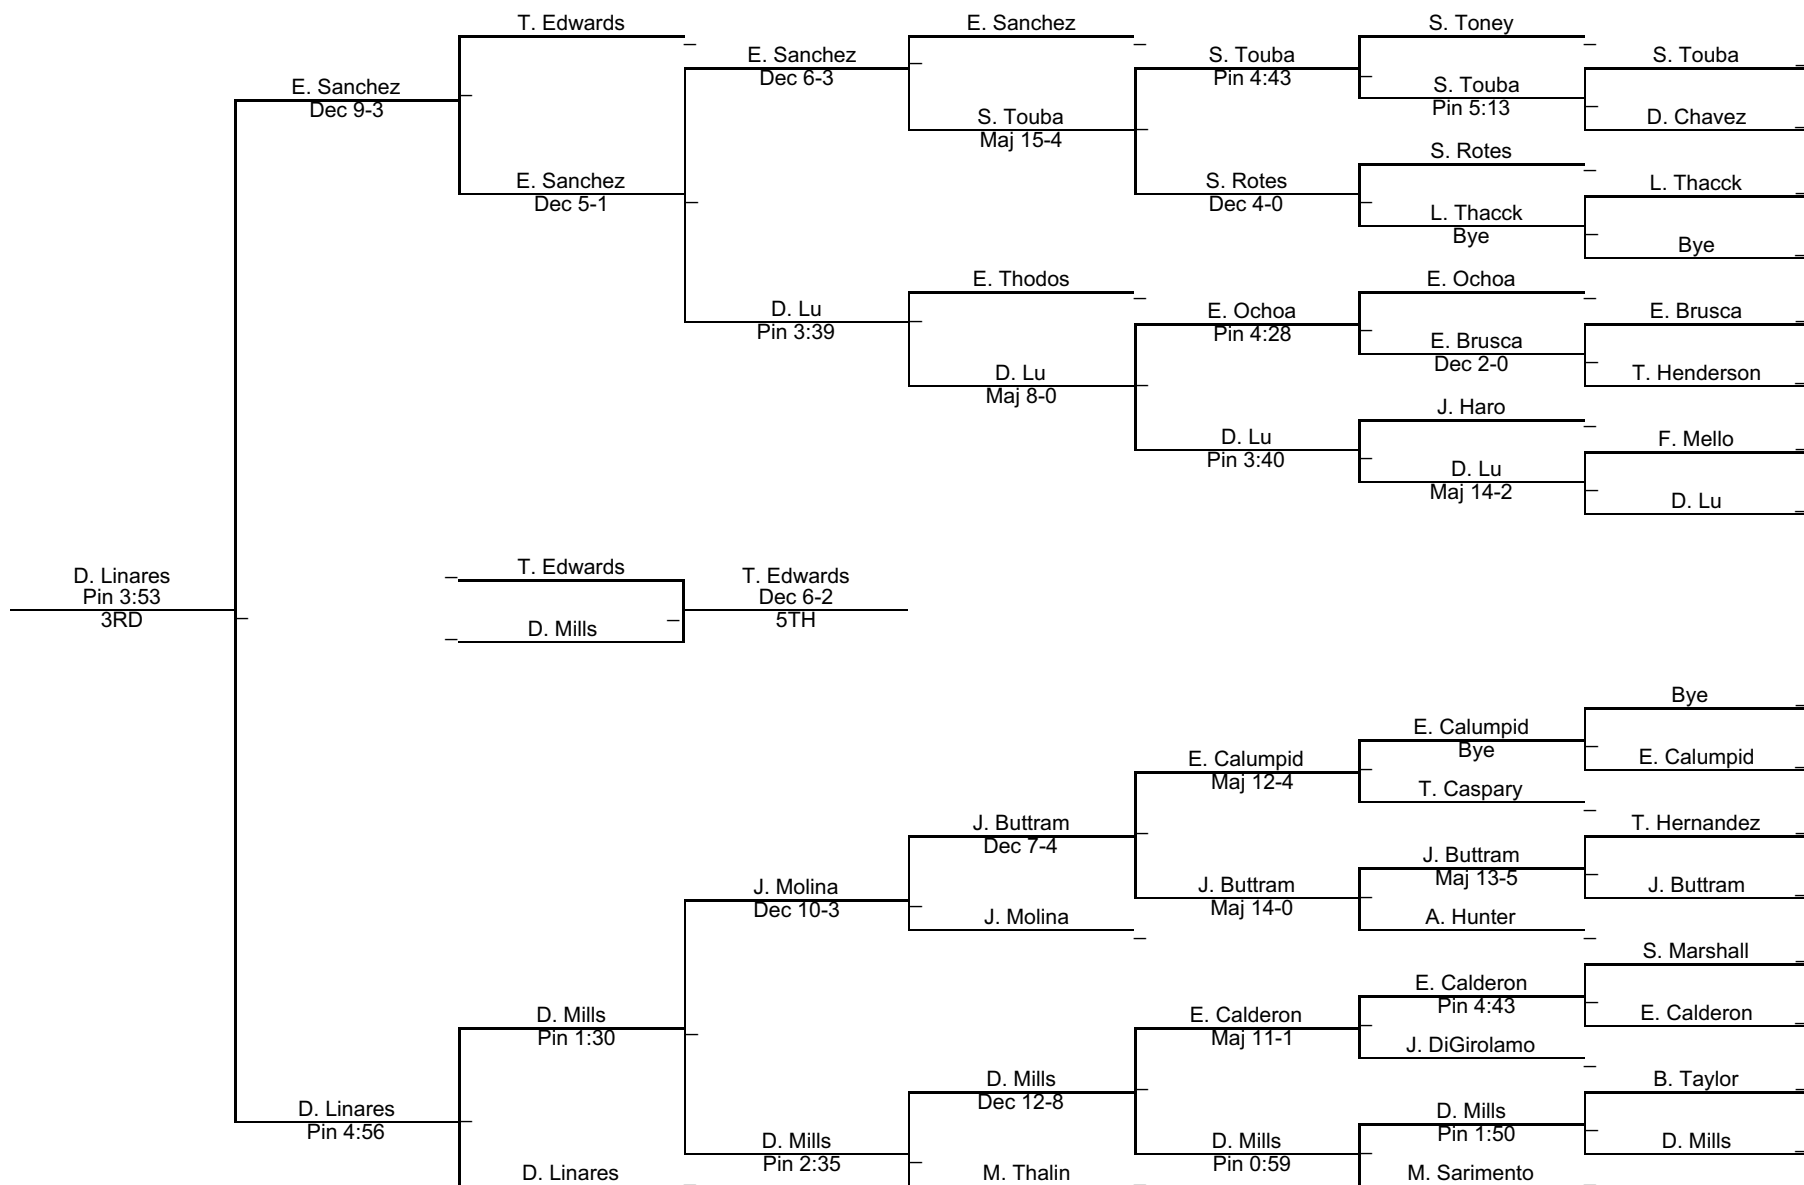 T. Edwards
E. Sanchez
S. Toney
E. Sanchez
Dec 6-3
S. Touba
Pin 4:43
S. Touba
E. Sanchez
Dec 9-3
S. Touba
Pin 5:13
S. Touba
Maj 15-4
D. Chavez
S. Rotes
E. Sanchez
Dec 5-1
S. Rotes
Dec 4-0
L. Thacck
L. Thacck
Bye
Bye
E. Thodos
E. Ochoa
D. Lu
Pin 3:39
E. Ochoa
Pin 4:28
E. Brusca
E. Brusca
Dec 2-0
D. Lu
Maj 8-0
T. Henderson
J. Haro
D. Lu
Pin 3:40
F. Mello
D. Lu
Maj 14-2
D. Lu
T. Edwards
D. Linares
Pin 3:53
3RD
T. Edwards
Dec 6-2
5TH
D. Mills
Bye
E. Calumpid
Bye
E. Calumpid
Maj 12-4
E. Calumpid
T. Caspary
J. Buttram
Dec 7-4
T. Hernandez
J. Buttram
Maj 13-5
J. Molina
Dec 10-3
J. Buttram
Maj 14-0
J. Buttram
J. Molina
A. Hunter
S. Marshall
E. Calderon
Pin 4:43
D. Mills
Pin 1:30
E. Calderon
Maj 11-1
E. Calderon
J. DiGirolamo
D. Mills
Dec 12-8
B. Taylor
D. Linares
Pin 4:56
D. Mills
Pin 1:50
D. Mills
Pin 2:35
D. Mills
Pin 0:59
D. Mills
D. Linares
M. Thalin
M. Sarimento